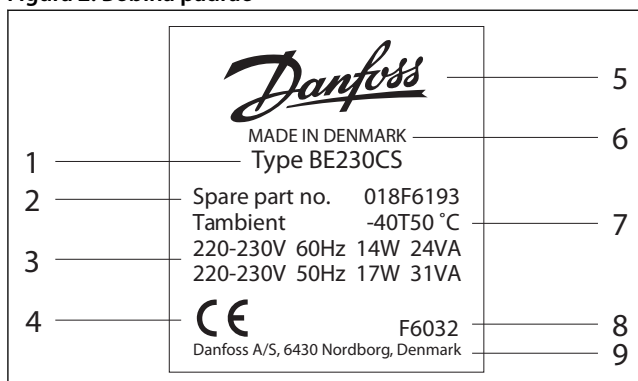 Figura 2: Bobina padrão
Danfoss
5
MADE IN DENMARK
6
1
Type BE230CS
2
Spare part no. 018F6193
Tambient -40T50 °C
7
3
220-230V 60Hz 14W 24VA
220-230V 50Hz 17W 31VA
4
CE
F6032
8
Danfoss A/S, 6430 Nordborg, Denmark
9